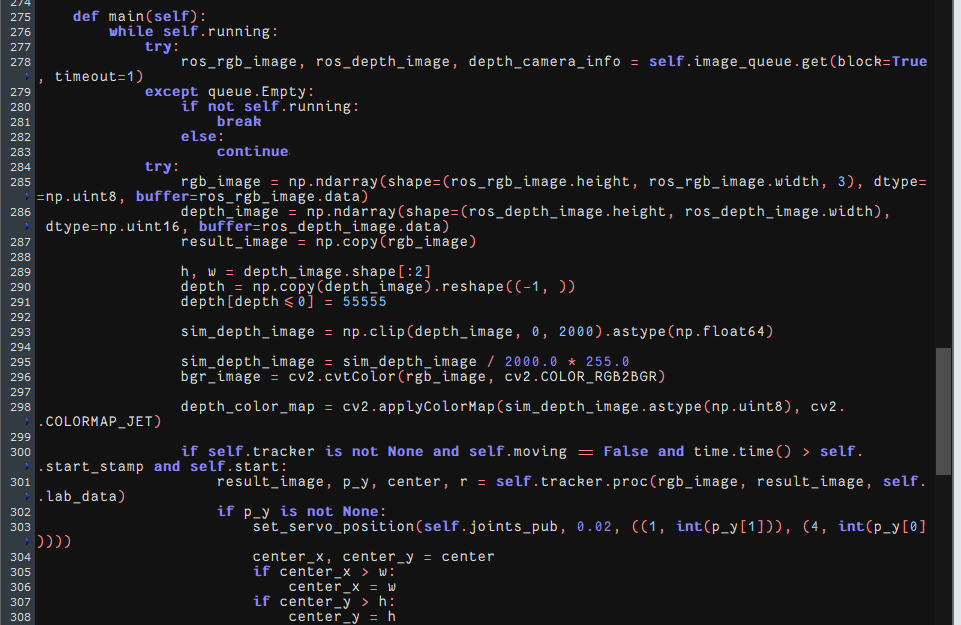 274
275 def main(self):
276 while self.running:
277 try:
278 ros_rgb_image, ros_depth_image, depth_camera_info = self.image_queue.get(block=True
, timeout=1)
279 except queue.Empty:
280 if not self.running:
281 break
282 else:
283 continue
284 try:
285 rgb_image = np.ndarray(shape=(ros_rgb_image.height, ros_rgb_image.width, 3), dtype=
=np.uint8, buffer=ros_rgb_image.data)
286 depth_image = np.ndarray(shape=(ros_depth_image.height, ros_depth_image.width),
dtype=np.uint16, buffer=ros_depth_image.data)
287 result_image = np.copy(rgb_image)
288
289 h, w = depth_image.shape[:2]
290 depth = np.copy(depth_image).reshape((-1, ))
291 depth[depth<=0] = 55555
292
293 sim_depth_image = np.clip(depth_image, 0, 2000).astype(np.float64)
294
295 sim_depth_image = sim_depth_image / 2000.0 * 255.0
296 bgr_image = cv2.cvtColor(rgb_image, cv2.COLOR_RGB2BGR)
297
298 depth_color_map = cv2.applyColorMap(sim_depth_image.astype(np.uint8), cv2.
.COLORMAP_JET)
299
300 if self.tracker is not None and self.moving == False and time.time() > self.
.start_stamp and self.start:
301 result_image, p_y, center, r = self.tracker.proc(rgb_image, result_image, self.
.lab_data)
302 if p_y is not None:
303 set_servo_position(self.joints_pub, 0.02, ((1, int(p_y[1])), (4, int(p_y[0]
))))
304 center_x, center_y = center
305 if center_x > w:
306 center_x = w
307 if center_y > h:
308 center_y = h